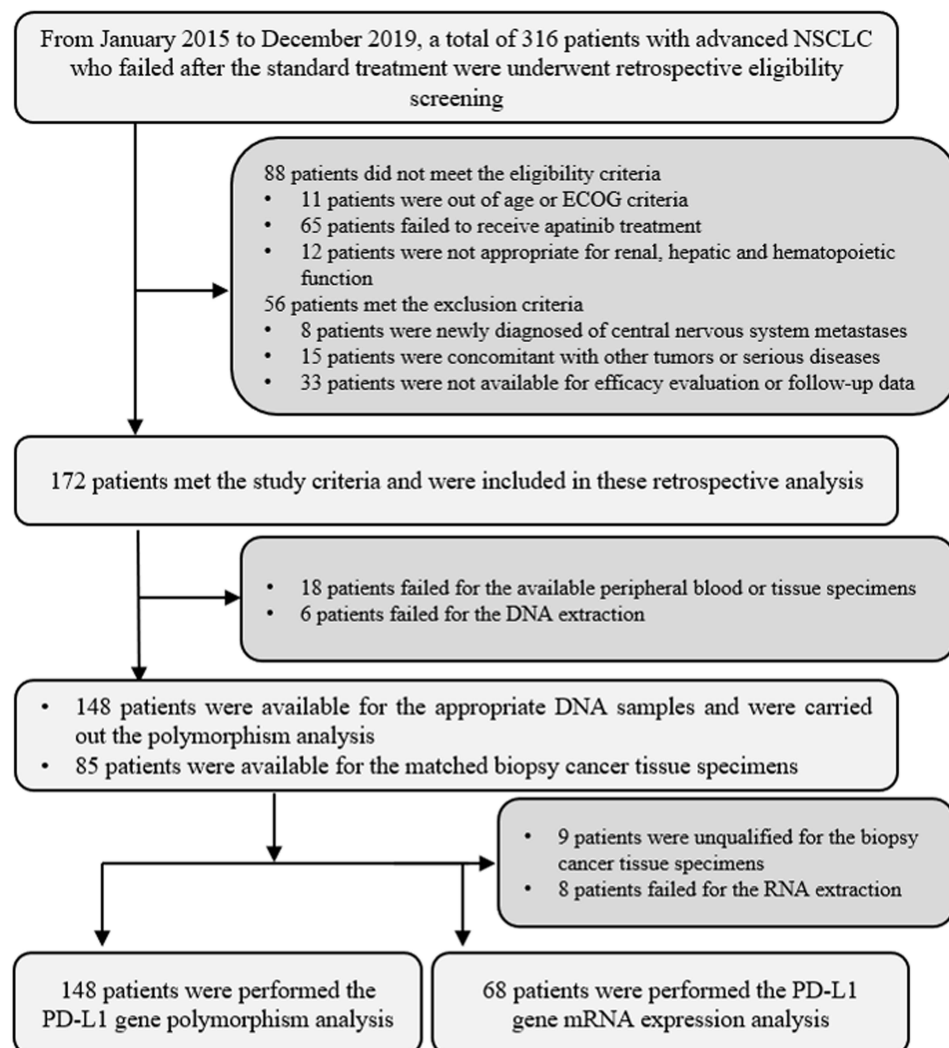 From January 2015 to December 2019, a total of 316 patients with advanced NSCLC
who failed after the standard treatment were underwent retrospective eligibility
screening
88 patients did not meet the eligibility criteria
• 11 patients were out of age or ECOG criteria
• 65 patients failed to receive apatinib treatment
• 12 patients were not appropriate for renal, hepatic and hematopoietic
function
56 patients met the exclusion criteria
• 8 patients were newly diagnosed of central nervous system metastases
• 15 patients were concomitant with other tumors or serious diseases
• 33 patients were not available for efficacy evaluation or follow-up data
172 patients met the study criteria and were included in these retrospective analysis
• 18 patients failed for the available peripheral blood or tissue specimens
• 6 patients failed for the DNA extraction
• 148 patients were available for the appropriate DNA samples and were carried
out the polymorphism analysis
• 85 patients were available for the matched biopsy cancer tissue specimens
• 9 patients were unqualified for the biopsy
cancer tissue specimens
• 8 patients failed for the RNA extraction
148 patients were performed the
PD-L1 gene polymorphism analysis
68 patients were performed the PD-L1
gene mRNA expression analysis